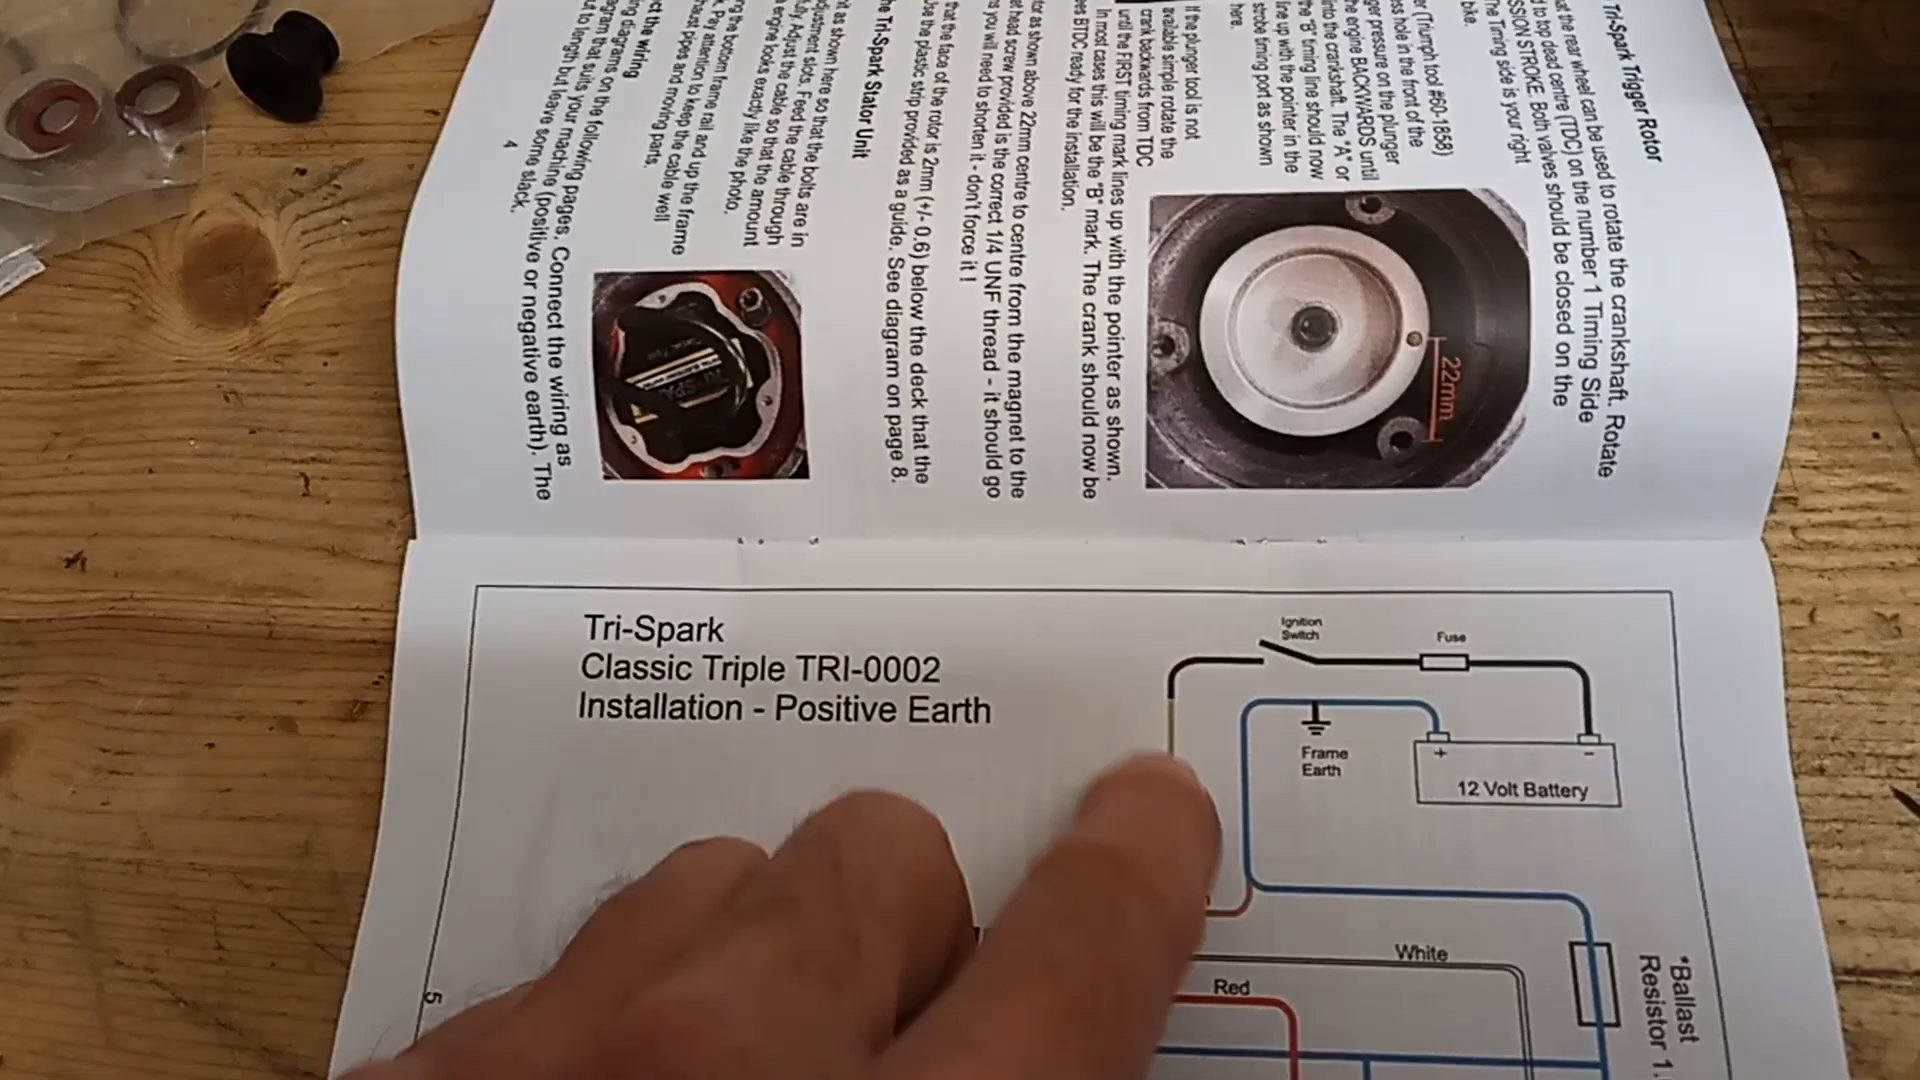 Tri-Spark Trigger Rotor
the rear wheel can be used to rotate the crankshaft. Rotate
to top dead centre (TDC) on the number 1 Timing Side
SSION STROKE. Both valves should be closed on the
The Timing side is your right
bike.
(Triumph tool #60-1858)
ess hole in the front of the
pressure on the plunger
he engine BACKWARDS until
into the crankshaft. The "A" or
the "B" timing line should now
line up with the pointer in the
strobe timing port as shown
here.
If the plunger tool is not
available simple rotate the
crank backwards from TDC
until the FIRST timing mark lines up with the pointer as shown.
In most cases this will be the "B" mark. The crank should now be
BTDC ready for the installation.
22mm
tor as shown above 22mm centre to centre from the magnet to the
head screw provided is the correct 1/4 UNF thread - it should go
you will need to shorten it - don't force it !
that the face of the rotor is 2mm (+/- 0.6) below the deck that the
Use the plastic strip provided as a guide. See diagram on page 8.
he Tri-Spark Stator Unit
as shown here so that the bolts are in
djustment slots. Feed the cable through
Adjust the cable so that the amount
engine looks exactly like the photo.
the bottom frame rail and up the frame
Pay attention to keep the cable well
pipes and moving parts.
ct the wiring
diagrams on the following pages. Connect the wiring as
agram that suits your machine (positive or negative earth). The
to length but leave some slack.
4
Tri-Spark
Classic Triple TRI-0002
Installation - Positive Earth
Ignition
Switch
Fuse
Frame
Earth
+
-
12 Volt Battery
White
Red
*Ballast
Resistor 1.
5